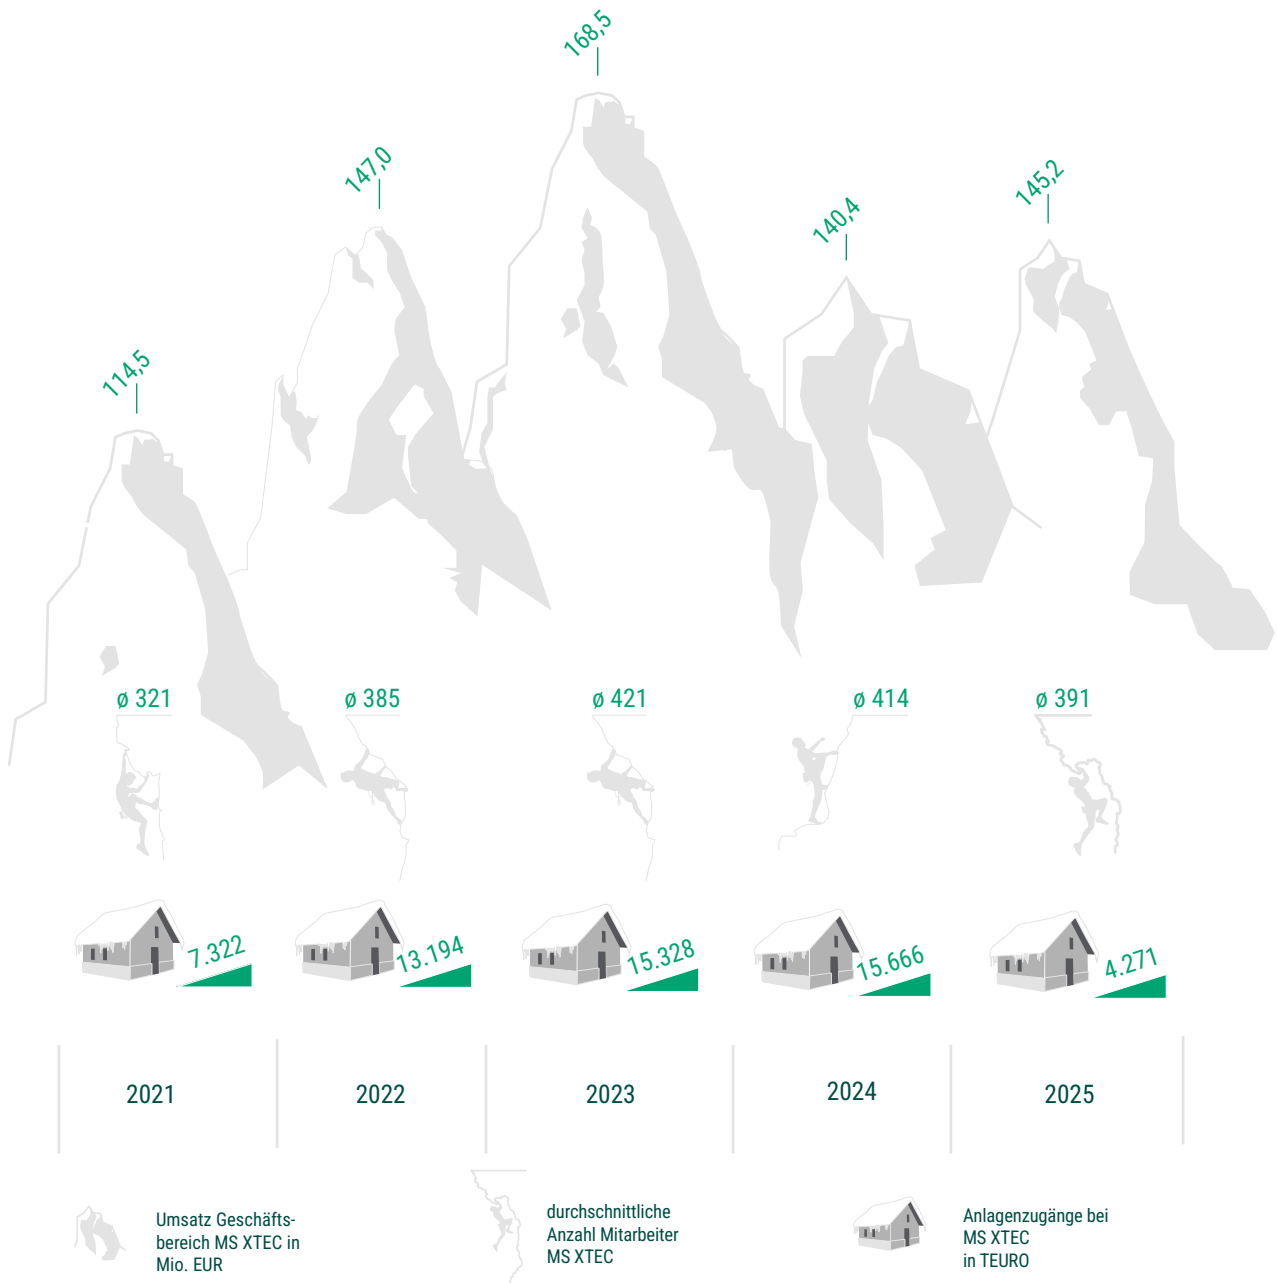 114,5
147,0
168,5
140,4
145,2
ø 321
ø 385
ø 421
ø 414
ø 391
7.322
13.194
15.328
15.666
4.271
2021
2022
2023
2024
2025
Umsatz Geschäfts-
bereich MS XTEC in
Mio. EUR
durchschnittliche
Anzahl Mitarbeiter
MS XTEC
Anlagenzugänge bei
MS XTEC
in TEURO